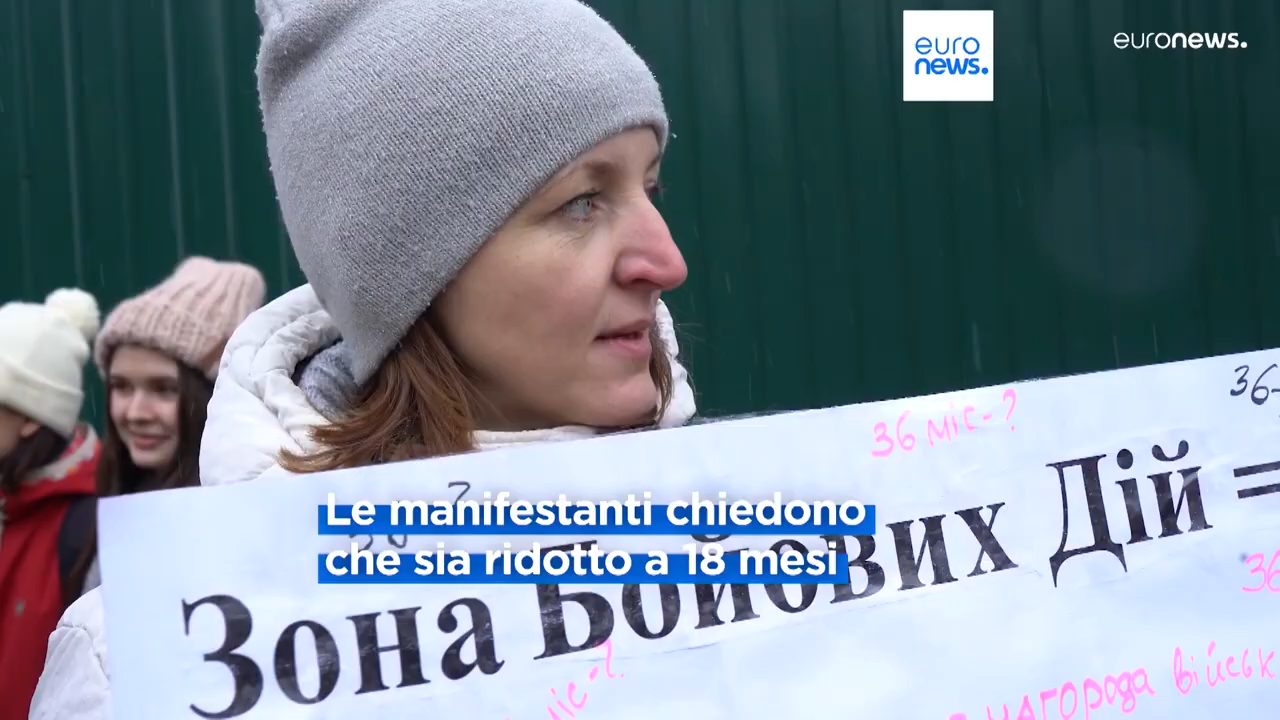 euro
news.
euronews.
36 міс-?
36-
Зона Бойових Дій =
Le manifestanti chiedono
che sia ridotto a 18 mesi
36
міс-?
нагорода військ